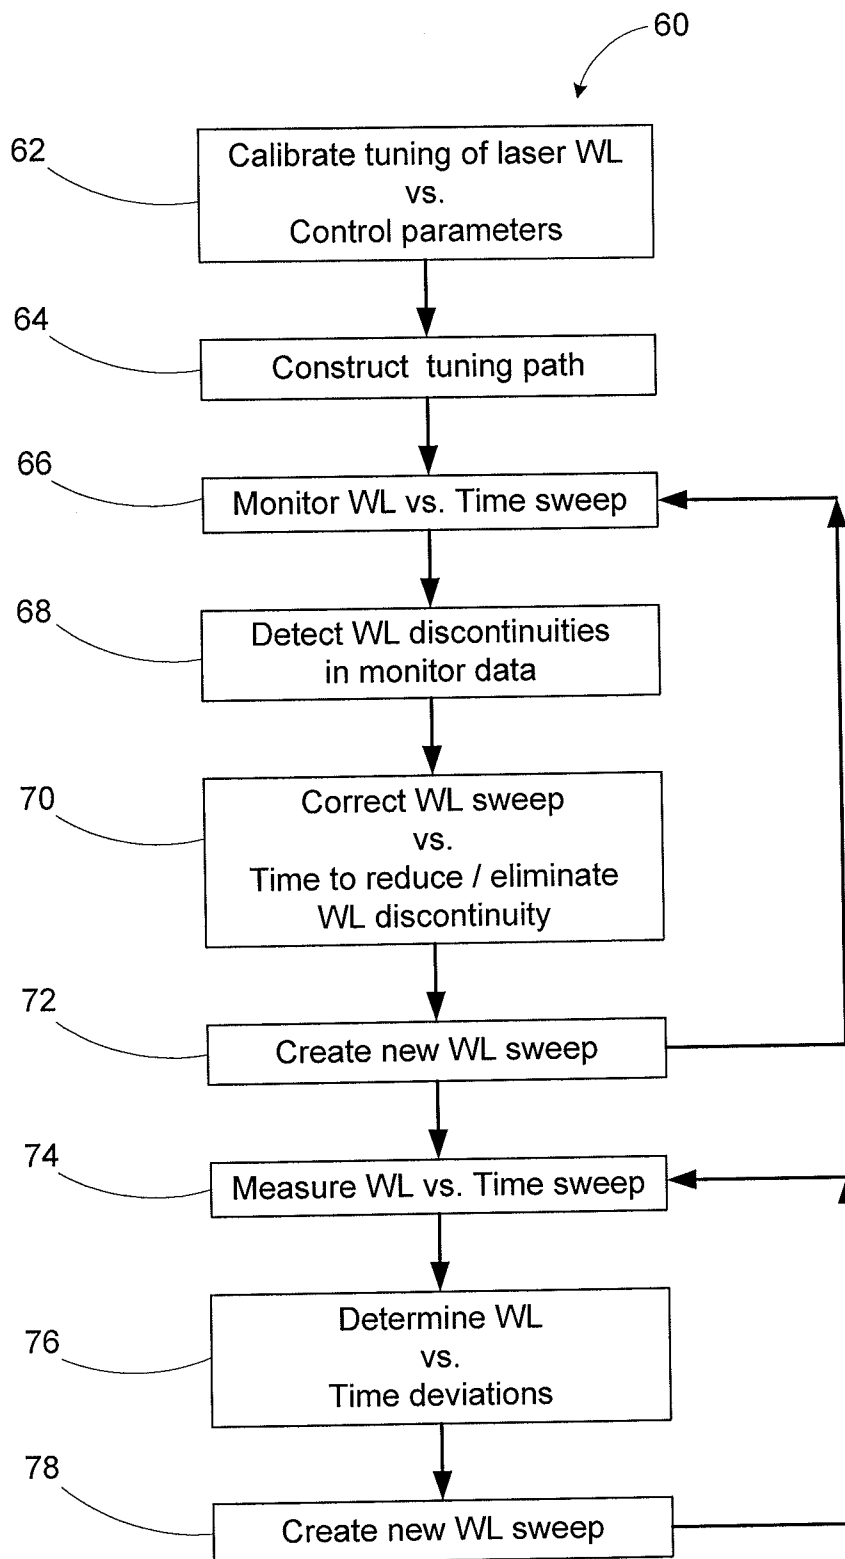 60
62
Calibrate tuning of laser WL
vs.
Control parameters
64
Construct tuning path
66
Monitor WL vs. Time sweep
68
Detect WL discontinuities
in monitor data
70
Correct WL sweep
vs.
Time to reduce / eliminate
WL discontinuity
72
Create new WL sweep
74
Measure WL vs. Time sweep
76
Determine WL
vs.
Time deviations
78
Create new WL sweep